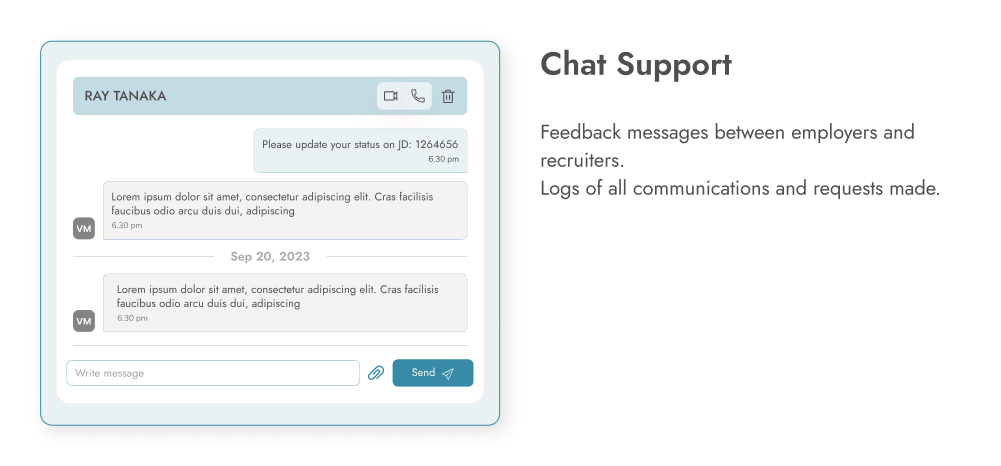 RAY TANAKA
Please update your status on JD: 1264656
6.30 pm
Lorem ipsum dolor sit amet, consectetur adipiscing elit. Cras facilisis
faucibus odio arcu duis dui, adipiscing
6.30 pm
VM
Sep 20, 2023
Lorem ipsum dolor sit amet, consectetur adipiscing elit. Cras facilisis
faucibus odio arcu duis dui, adipiscing
6.30 pm
VM
Write message
Send
Chat Support
Feedback messages between employers and
recruiters.
Logs of all communications and requests made.